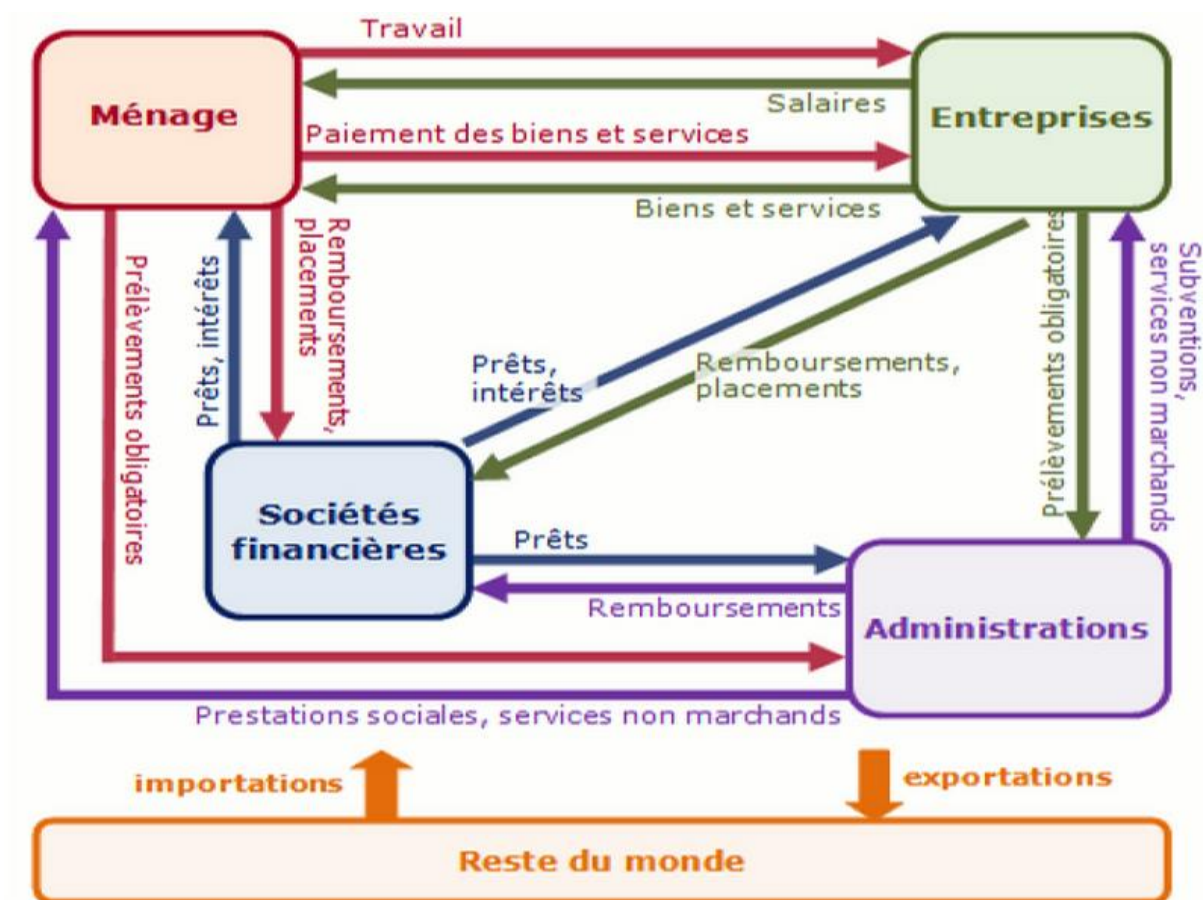 Travail
Ménage
Entreprises
Salaires
Paiement des biens et services
Biens et services
Prélèvements obligatoires
Prêts, intérêts
Remboursements,
placements
Prêts,
intérêts
Remboursements,
placements
Prélèvements obligatoires
Subventions,
services non marchands
Sociétés
financières
Prêts
Remboursements
Administrations
Prestations sociales, services non marchands
importations
exportations
Reste du monde